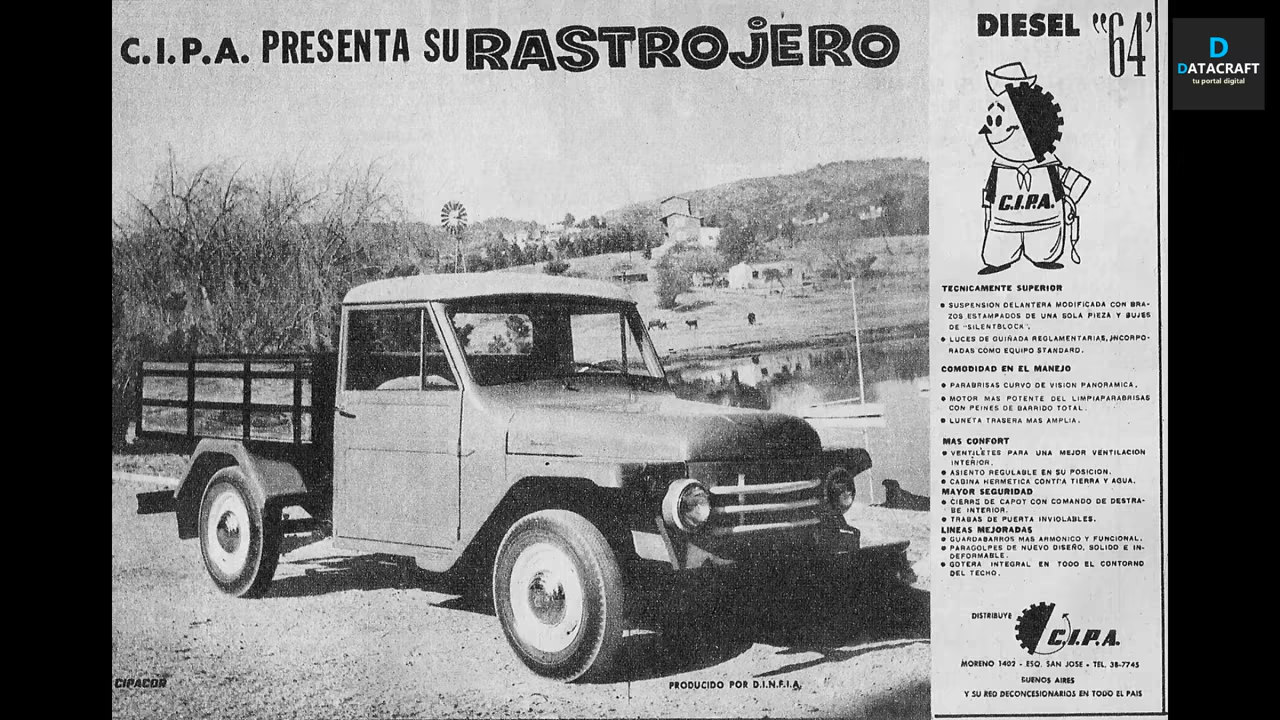 C.I.P.A. PRESENTA SU RASTROJERO
DIESEL "64'
D
DATACRAFT
tu portal digital
C.I.P.A.
TECNICAMENTE SUPERIOR
● SUSPENSION DELANTERA MODIFICADA CON BRA-
ZOS ESTAMPADOS DE UNA SOLA PIEZA Y BUJES
DE "SILENTBLOCK".
● LUCES DE GUIÑADA REGLAMENTARIAS, INCORPO-
RADAS COMO EQUIPO STANDARD.
COMODIDAD EN EL MANEJO
● PARABRISAS CURVO DE VISION PANORAMICA.
● MOTOR MAS POTENTE DEL LIMPIAPARABRISAS
CON PEINES DE BARRIDO TOTAL.
● LUNETA TRASERA MAS AMPLIA.
MAS CONFORT
● VENTILETES PARA UNA MEJOR VENTILACION
INTERIOR.
● ASIENTO REGULABLE EN SU POSICION.
● CABINA HERMETICA CONTRA TIERRA Y AGUA.
MAYOR SEGURIDAD
● CIERRE DE CAPOT CON COMANDO DE DESTRA-
BE INTERIOR.
● TRABAS DE PUERTA INVIOLABLES.
LINEAS MEJORADAS
● GUARDABARROS MAS ARMONICO Y FUNCIONAL.
● PARAGOLPES DE NUEVO DISEÑO, SOLIDO E IN-
DEFORMABLE.
● GOTERA INTEGRAL EN TODO EL CONTORNO
DEL TECHO.
DISTRIBUYE
C.I.P.A.
MORENO 1402 - ESQ. SAN JOSE • TEL. 38-7745
BUENOS AIRES
Y SU RED DECONCESIONARIOS EN TODO EL PAIS
CIPACOR
PRODUCIDO POR D.I.N.F.I.A.